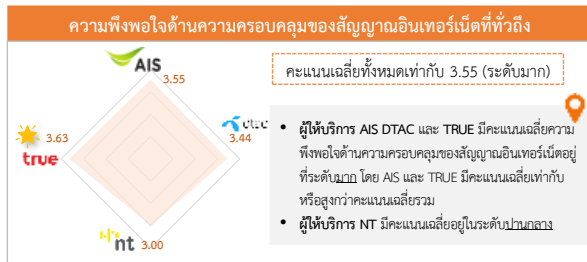 ความพึงพอใจด้านความครอบคลุมของสัญญาณอินเทอร์เน็ตที่ทั่วถึง
AIS
3.55
dtac
3.44
3.63
true
nt 3.00
คะแนนเฉลี่ยทั้งหมดเท่ากับ 3.55 (ระดับมาก)
• ผู้ให้บริการ AIS DTAC และ TRUE มีคะแนนเฉลี่ยความ
พึงพอใจด้านความครอบคลุมของสัญญาณอินเทอร์เน็ตอยู่
ที่ระดับมาก โดย AIS และ TRUE มีคะแนนเฉลี่ยเท่ากับ
หรือสูงกว่าคะแนนเฉลี่ยรวม
• ผู้ให้บริการ NT มีคะแนนเฉลี่ยอยู่ในระดับปานกลาง